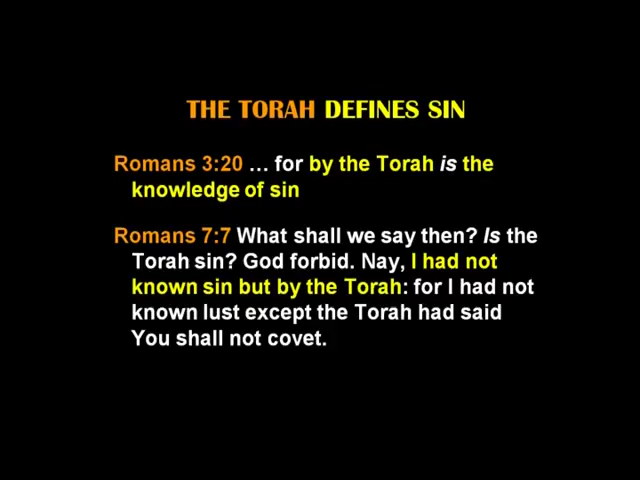 THE TORAH DEFINES SIN
Romans 3:20 … for by the Torah is the
knowledge of sin
Romans 7:7 What shall we say then? Is the
Torah sin? God forbid. Nay, I had not
known sin but by the Torah: for I had not
known lust except the Torah had said
You shall not covet.